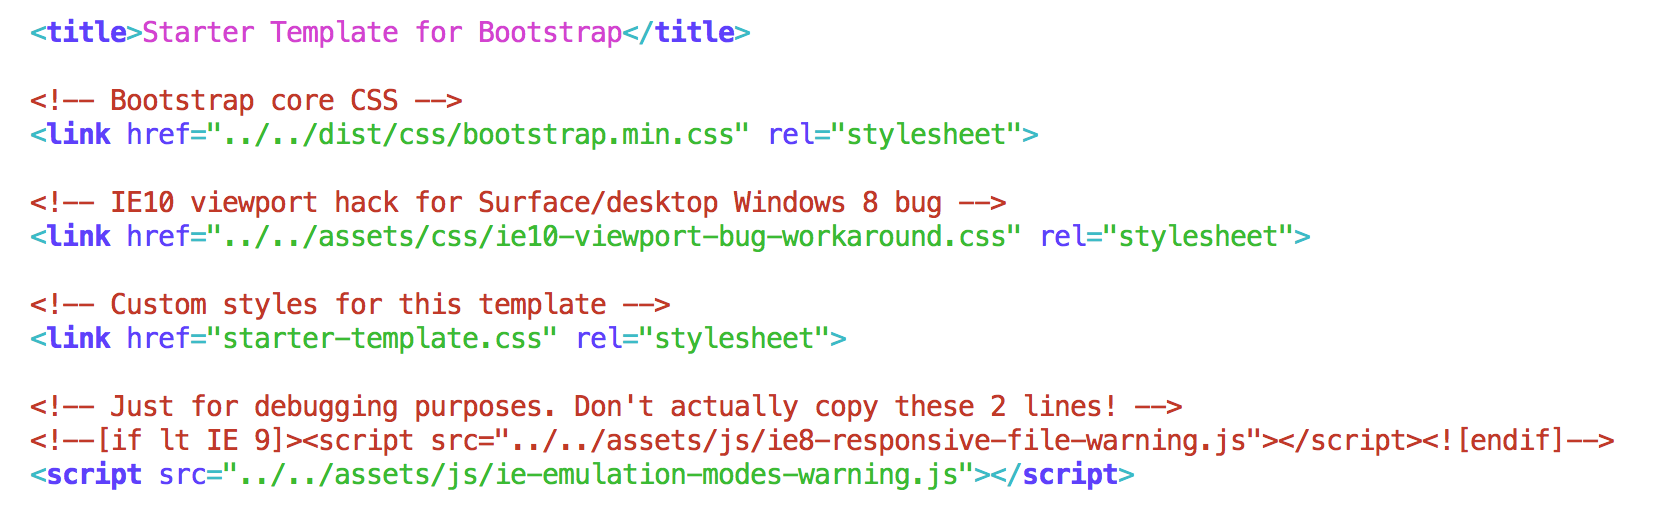 <title>Starter Template for Bootstrap</title>
<!-- Bootstrap core CSS -->
<link href="../../dist/css/bootstrap.min.css" rel="stylesheet">
<!-- IE10 viewport hack for Surface/desktop Windows 8 bug -->
<link href="../../assets/css/ie10-viewport-bug-workaround.css" rel="stylesheet">
<!-- Custom styles for this template -->
<link href="starter-template.css" rel="stylesheet">
<!-- Just for debugging purposes. Don't actually copy these 2 lines! -->
<!--[if lt IE 9]><script src="../../assets/js/ie8-responsive-file-warning.js"></script><![endif]-->
<script src="../../assets/js/ie-emulation-modes-warning.js"></script>